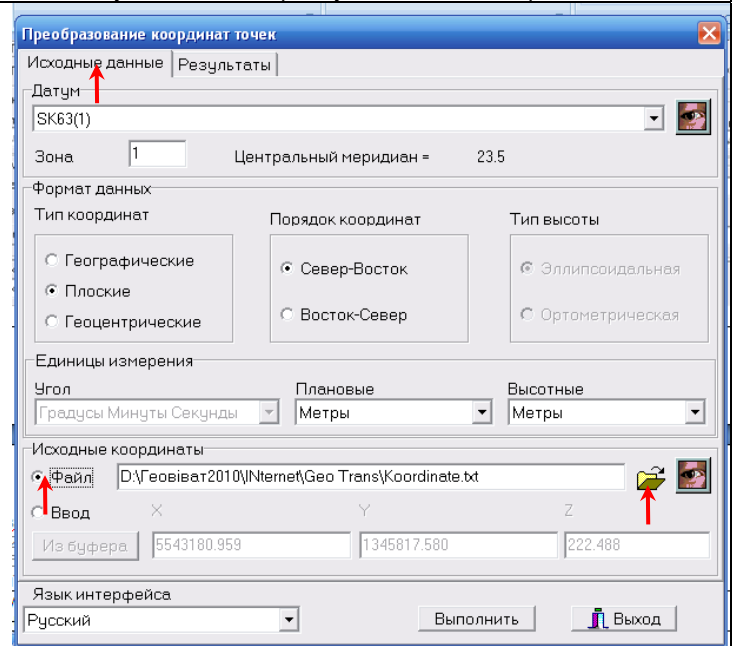 Преобразование координат точек
Исходные данные Результаты
Датум
SK63(1)
Зона 1 Центральный меридиан = 23.5
Формат данных
Тип координат Порядок координат Тип высоты
Географические Север-Восток Эллипсоидальная
Плоские
Геоцентрические Восток-Север Ортометрическая
Единицы измерения
Угол Плановые Высотные
Градусы Минуты Секунды Метры Метры
Исходные координаты
Файл D:\Геовіват2010\INternet\Geo Trans\Koordinate.txt
Ввод X Y Z
Из буфера 5543180.959 1345817.580 222.488
Язык интерфейса
Русский Выполнить Выход